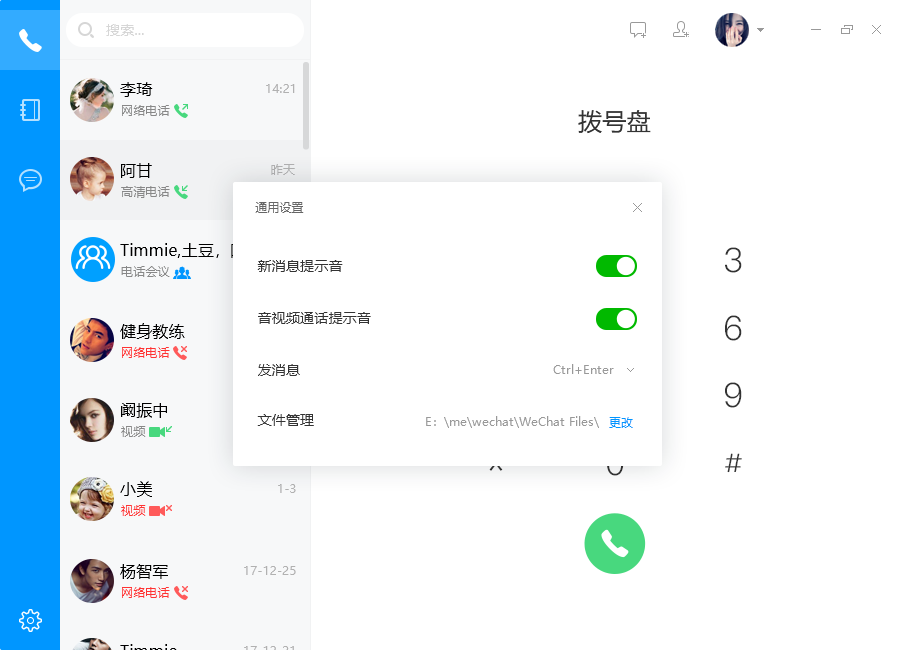 搜索...
李琦
14:21
网络电话
阿甘
昨天
高清电话
Timmie,土豆，
电话会议
健身教练
网络电话
阚振中
视频
小美
1-3
视频
杨智军
17-12-25
网络电话
Timmie
17-12-21
拨号盘
3
6
9
0
#
通用设置
新消息提示音
音视频通话提示音
发消息
Ctrl+Enter
文件管理
E: \me\wechat\WeChat Files\ 更改